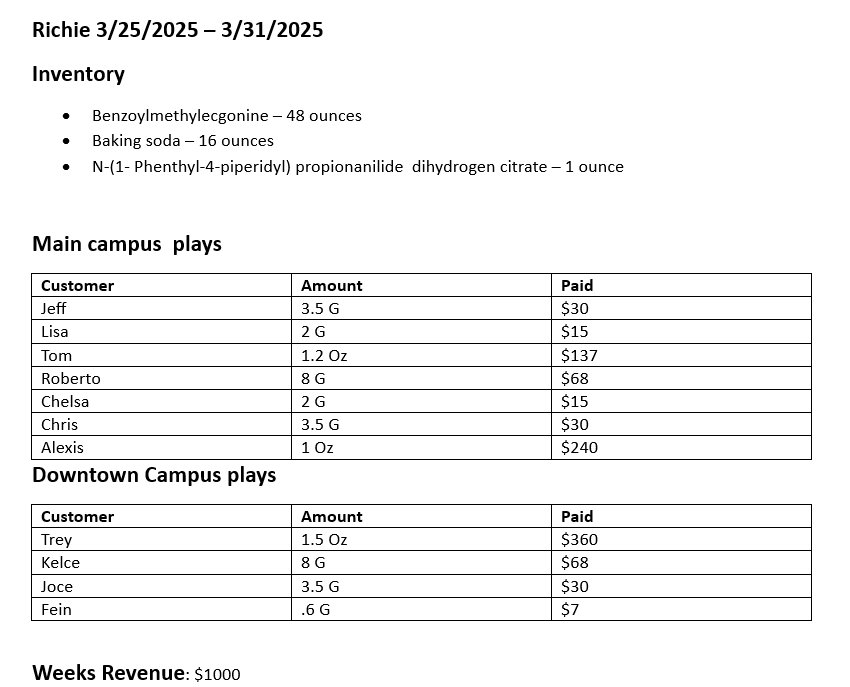 Richie 3/25/2025 – 3/31/2025
Inventory
• Benzoylmethylecgonine – 48 ounces
• Baking soda – 16 ounces
• N-(1- Phenthyl-4-piperidyl) propionanilide  dihydrogen citrate – 1 ounce
Main campus  plays
Customer Amount Paid
Jeff 3.5 G $30
Lisa 2 G $15
Tom 1.2 Oz $137
Roberto 8 G $68
Chelsa 2 G $15
Chris 3.5 G $30
Alexis 1 Oz $240
Downtown Campus plays
Customer Amount Paid
Trey 1.5 Oz $360
Kelce 8 G $68
Joce 3.5 G $30
Fein .6 G $7
Weeks Revenue: $1000